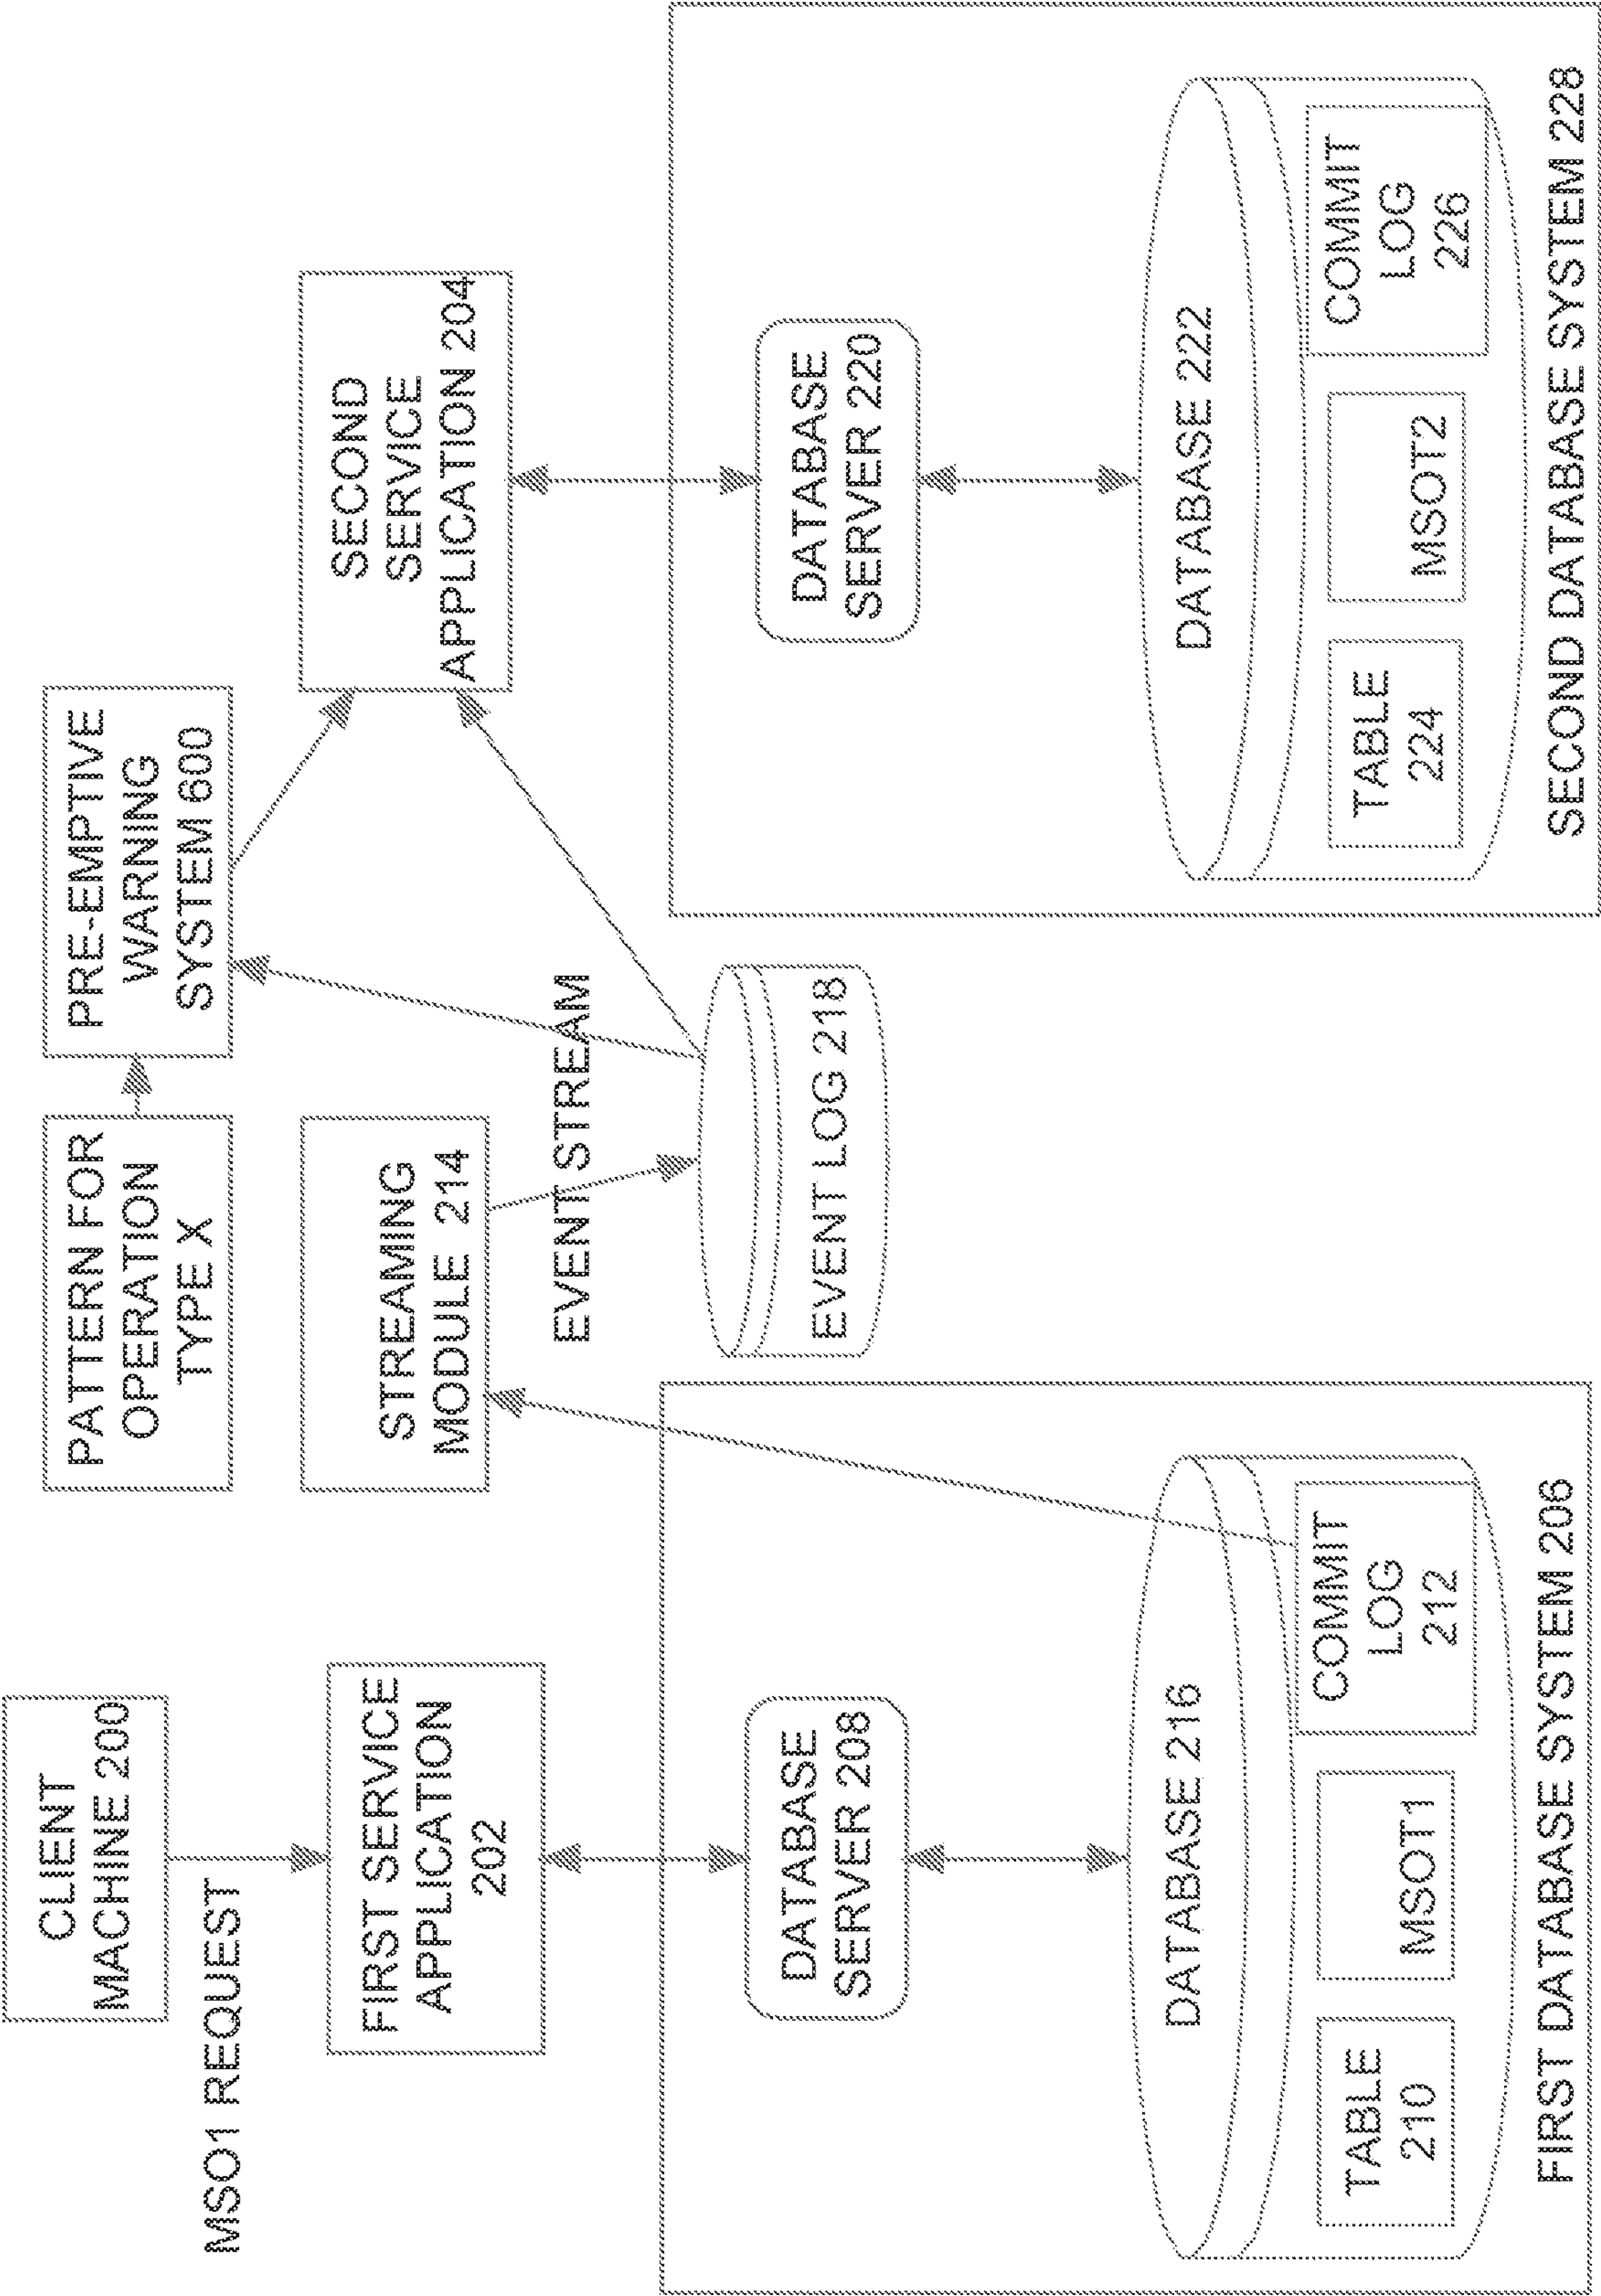 CLIENT
MACHINE 200
MSO1 REQUEST
FIRST SERVICE
APPLICATION
202
DATABASE
SERVER 208
DATABASE 216
TABLE
210
MSOT1
COMMIT
LOG
212
FIRST DATABASE SYSTEM 206
PATTERN FOR
OPERATION
TYPE X
STREAMING
MODULE 214
EVENT STREAM
EVENT LOG 218
PRE-EMPTIVE
WARNING
SYSTEM 600
SECOND
SERVICE
APPLICATION 204
DATABASE
SERVER 220
DATABASE 222
TABLE
224
MSOT2
COMMIT
LOG
226
SECOND DATABASE SYSTEM 228